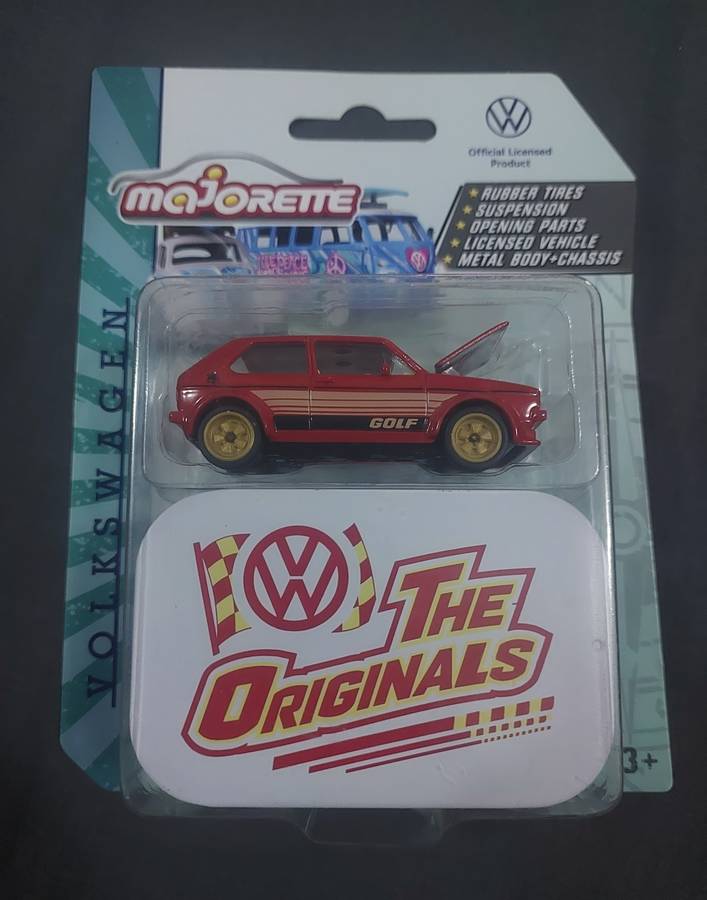 Official Licensed
Product
MAJORETTE
RUBBER TIRES
SUSPENSION
OPENING PARTS
LICENSED VEHICLE
METAL BODY+CHASSIS
VOLKSWAGEN
GOLF
THE
ORIGINALS
3+